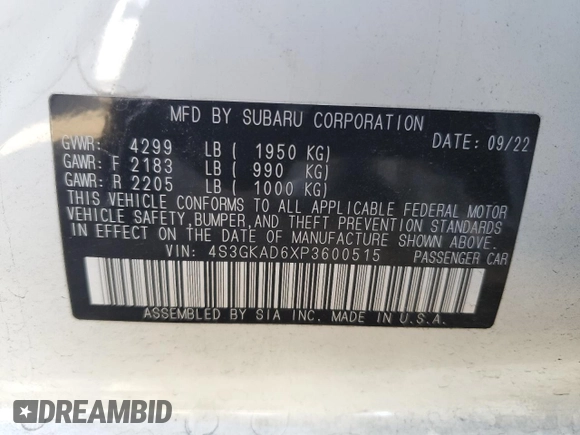 MFD BY SUBARU CORPORATION
GVWR: 4299 LB ( 1950 KG) DATE: 09/22
GAWR: F 2183 LB ( 990 KG)
GAWR: R 2205 LB ( 1000 KG)
THIS VEHICLE CONFORMS TO ALL APPLICABLE FEDERAL MOTOR
VEHICLE SAFETY,BUMPER,AND THEFT PREVENTION STANDARDS
IN EFFECT ON THE DATE OF MANUFACTURE SHOWN ABOVE.
VIN: 4S3GKAD6XP3600515 PASSENGER CAR
ASSEMBLED BY SIA INC. MADE IN U.S.A.
DREAMBID